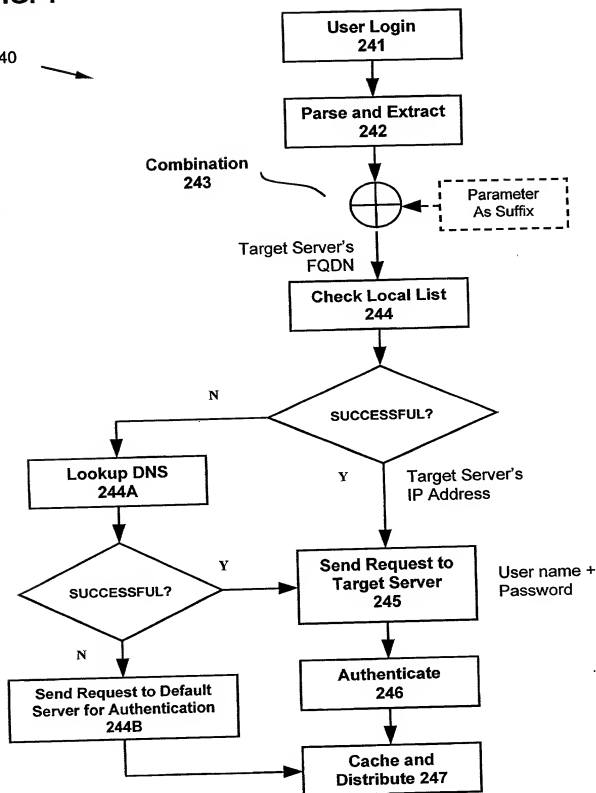 User Login
241
40
Parse and Extract
242
Combination
243
Parameter
As Suffix
Target Server's
FQDN
Check Local List
244
N
SUCCESSFUL?
Lookup DNS
244A
Y
Target Server's
IP Address
SUCCESSFUL?
Y
Send Request to
Target Server
245
User name +
Password
N
Send Request to Default
Server for Authentication
244B
Authenticate
246
Cache and
Distribute 247